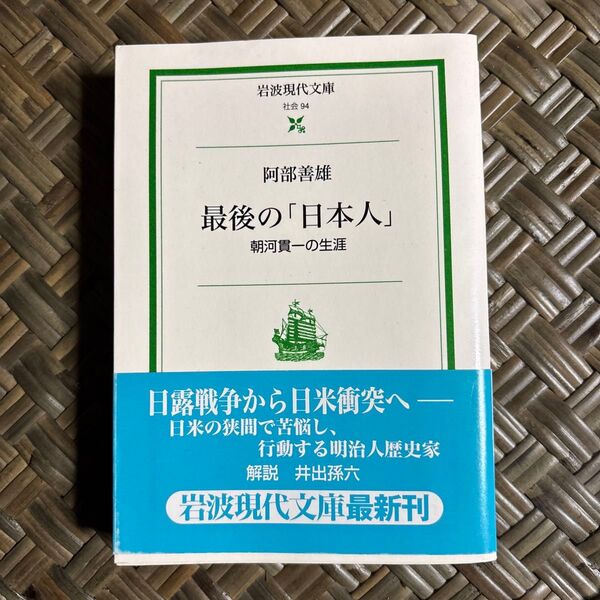 岩波現代文庫
社会 94
阿部善雄
最後の「日本人」
朝河貫一の生涯
日露戦争から日米衝突へ――
日米の狭間で苦悩し、
行動する明治人歴史家
解説 井出孫六
岩波現代文庫最新刊